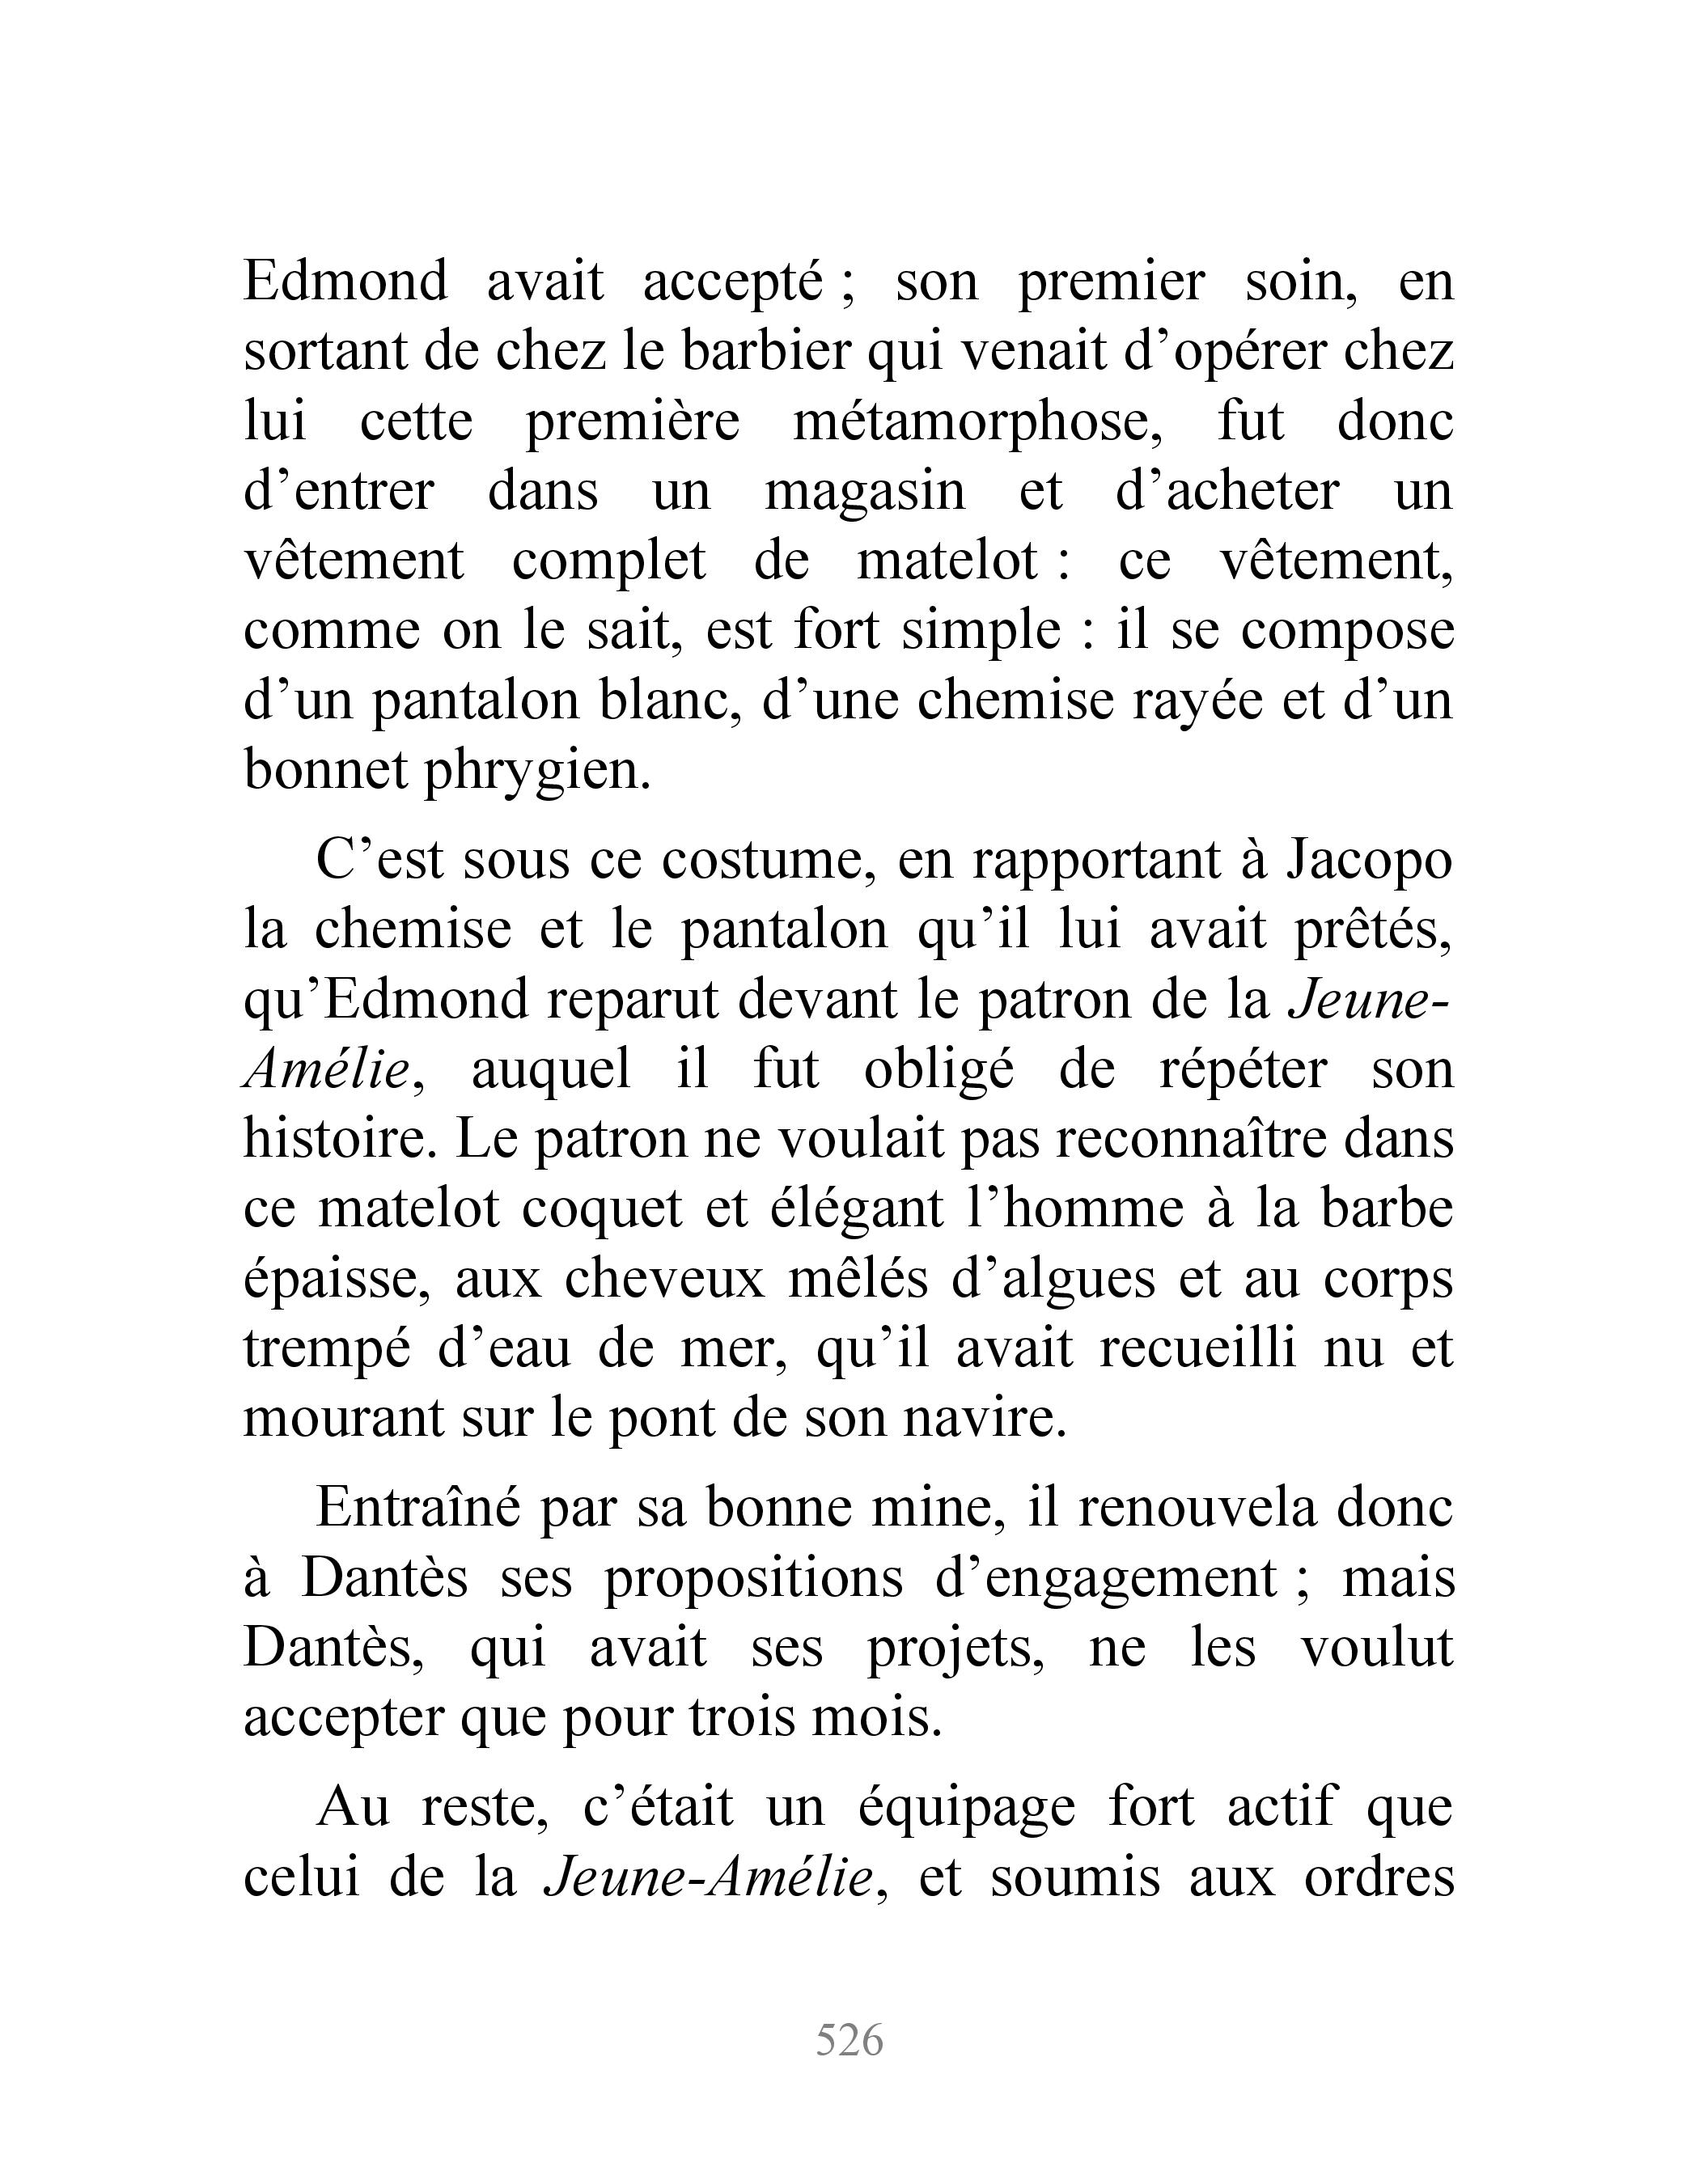 Edmond avait accepté ; son premier soin, en
sortant de chez le barbier qui venait d’opérer chez
lui cette première métamorphose, fut donc
d’entrer dans un magasin et d’acheter un
vêtement complet de matelot : ce vêtement,
comme on le sait, est fort simple : il se compose
d’un pantalon blanc, d’une chemise rayée et d’un
bonnet phrygien.
C’est sous ce costume, en rapportant à Jacopo
la chemise et le pantalon qu’il lui avait prêtés,
qu’Edmond reparut devant le patron de la Jeune-
Amélie, auquel il fut obligé de répéter son
histoire. Le patron ne voulait pas reconnaître dans
ce matelot coquet et élégant l’homme à la barbe
épaisse, aux cheveux mêlés d’algues et au corps
trempé d’eau de mer, qu’il avait recueilli nu et
mourant sur le pont de son navire.
Entraîné par sa bonne mine, il renouvela donc
à Dantès ses propositions d’engagement ; mais
Dantès, qui avait ses projets, ne les voulut
accepter que pour trois mois.
Au reste, c’était un équipage fort actif que
celui de la Jeune-Amélie, et soumis aux ordres
526